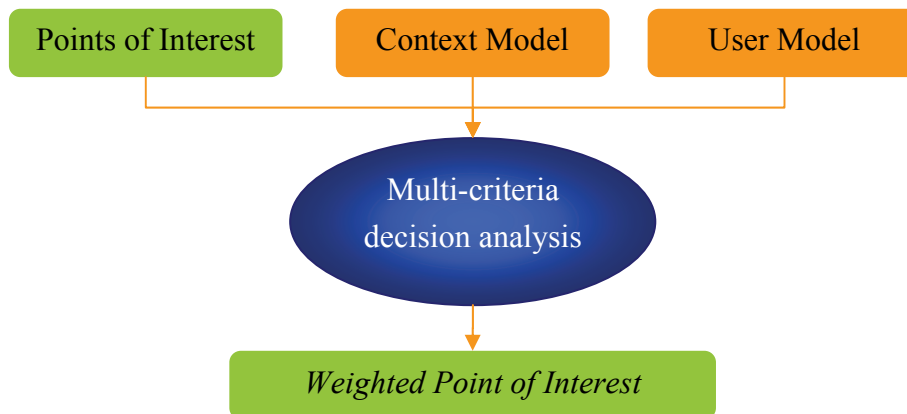 Points of Interest
Context Model
User Model
Multi-criteria
decision analysis
Weighted Point of Interest